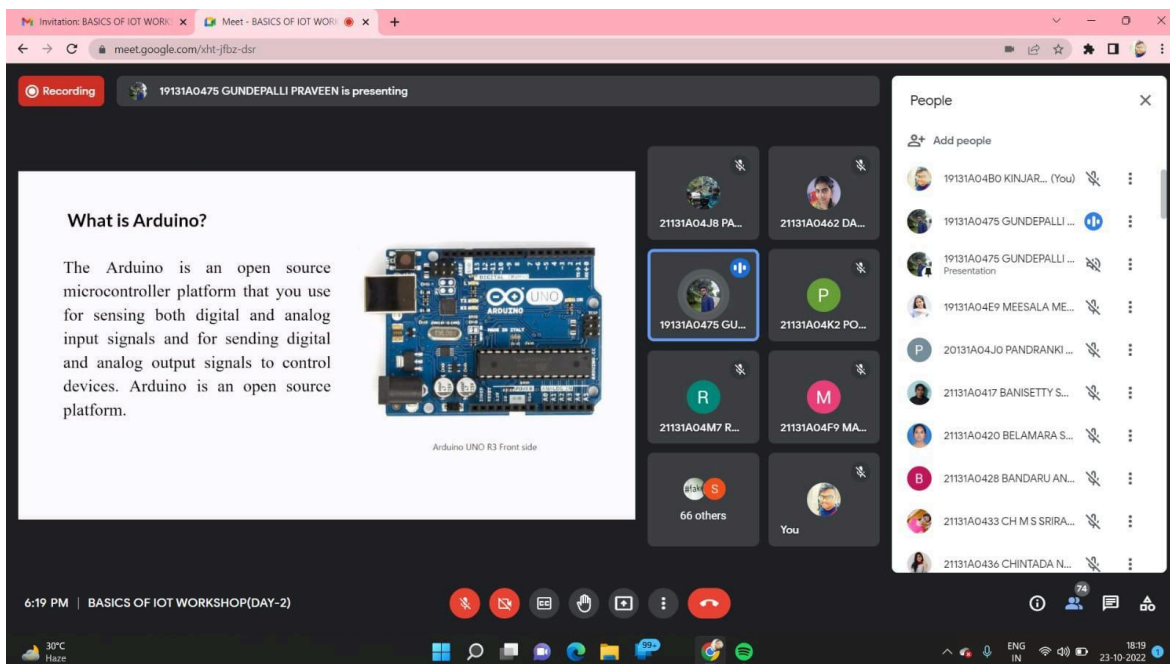 Invitation: BASICS OF IOT WORK
Meet - BASICS OF IOT WOR
meet.google.com/xht-jfbz-dsr
Recording
19131A0475 GUNDEPALLI PRAVEEN is presenting
What is Arduino?
The Arduino is an open source
microcontroller platform that you use
for sensing both digital and analog
input signals and for sending digital
and analog output signals to control
devices. Arduino is an open source
platform.
ARDUINO
UNO
MADE IN ITALY
Arduino UNO R3 Front side
21131A04J8 PA...
21131A0462 DA...
19131A0475 GU...
P
21131A04K2 PO...
R
21131A04M7 R...
M
21131A04F9 MA...
S
66 others
You
People
Add people
19131A04B0 KINJAR... (You)
19131A0475 GUNDEPALLI ...
19131A0475 GUNDEPALLI ...
Presentation
19131A04E9 MEESALA ME...
P
20131A04J0 PANDRANKI ...
21131A0417 BANISETTY S...
21131A0420 BELAMARA S...
B
21131A0428 BANDARU AN...
21131A0433 CH M S SRIRA...
21131A0436 CHINTADA N...
6:19 PM | BASICS OF IOT WORKSHOP(DAY-2)
CC
74
30°C
Haze
99+
ENG
IN
18:19
23-10-2022
1